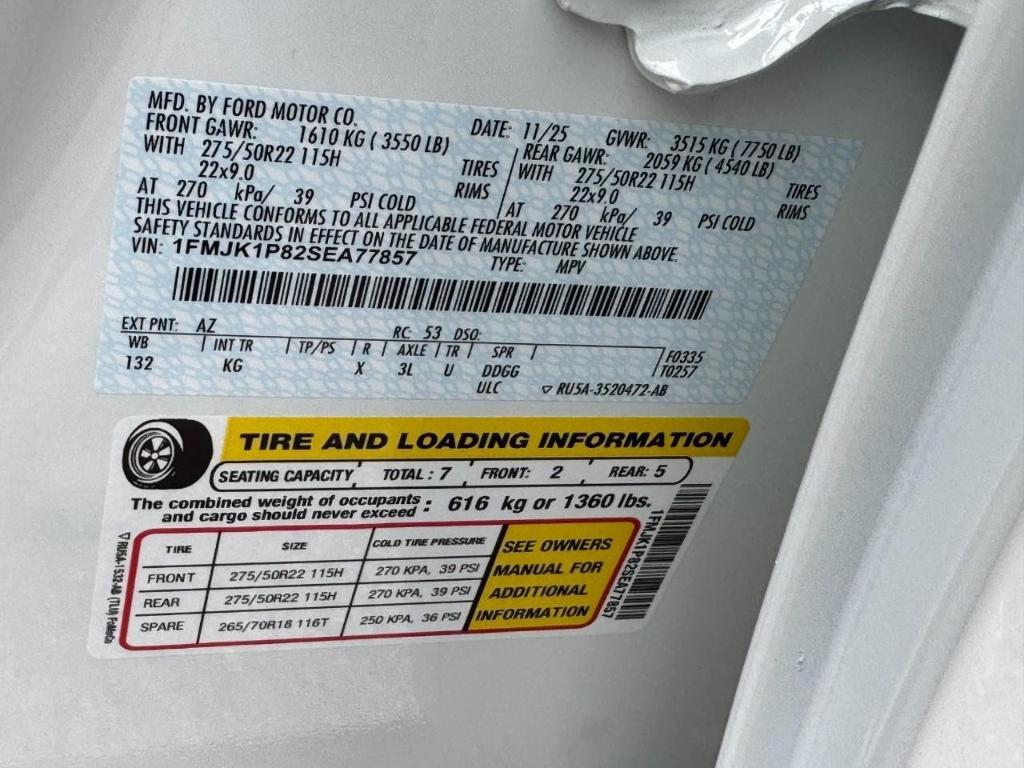 MFD. BY FORD MOTOR CO.
DATE: 11/25 GVWR: 3515 KG ( 7750 LB)
FRONT GAWR: 1610 KG ( 3550 LB) REAR GAWR: 2059 KG ( 4540 LB)
WITH 275/50R22 115H TIRES WITH 275/50R22 115H TIRES
22x9.0 RIMS 22x9.0 RIMS
AT 270 kPa/ 39 PSI COLD AT 270 kPa/ 39 PSI COLD
THIS VEHICLE CONFORMS TO ALL APPLICABLE FEDERAL MOTOR VEHICLE
SAFETY STANDARDS IN EFFECT ON THE DATE OF MANUFACTURE SHOWN ABOVE.
VIN: 1FMJK1P82SEA77857
TYPE: MPV
EXT PNT: AZ RC: 53 DSO:
WB INT TR TP/PS R AXLE TR SPR F0335
132 KG X 3L U DDGG T0257
ULC ▽ RU5A-3520472-AB
TIRE AND LOADING INFORMATION
SEATING CAPACITY TOTAL : 7 FRONT: 2 REAR: 5
The combined weight of occupants
and cargo should never exceed : 616 kg or 1360 lbs.
TIRE SIZE COLD TIRE PRESSURE
FRONT 275/50R22 115H 270 KPA, 39 PSI
REAR 275/50R22 115H 270 KPA, 39 PSI
SPARE 265/70R18 116T 250 KPA, 36 PSI
SEE OWNERS
MANUAL FOR
ADDITIONAL
INFORMATION
1FMJK1P82SEA77857
▽ RU5A-1532-AB (TLU) FoMoCo